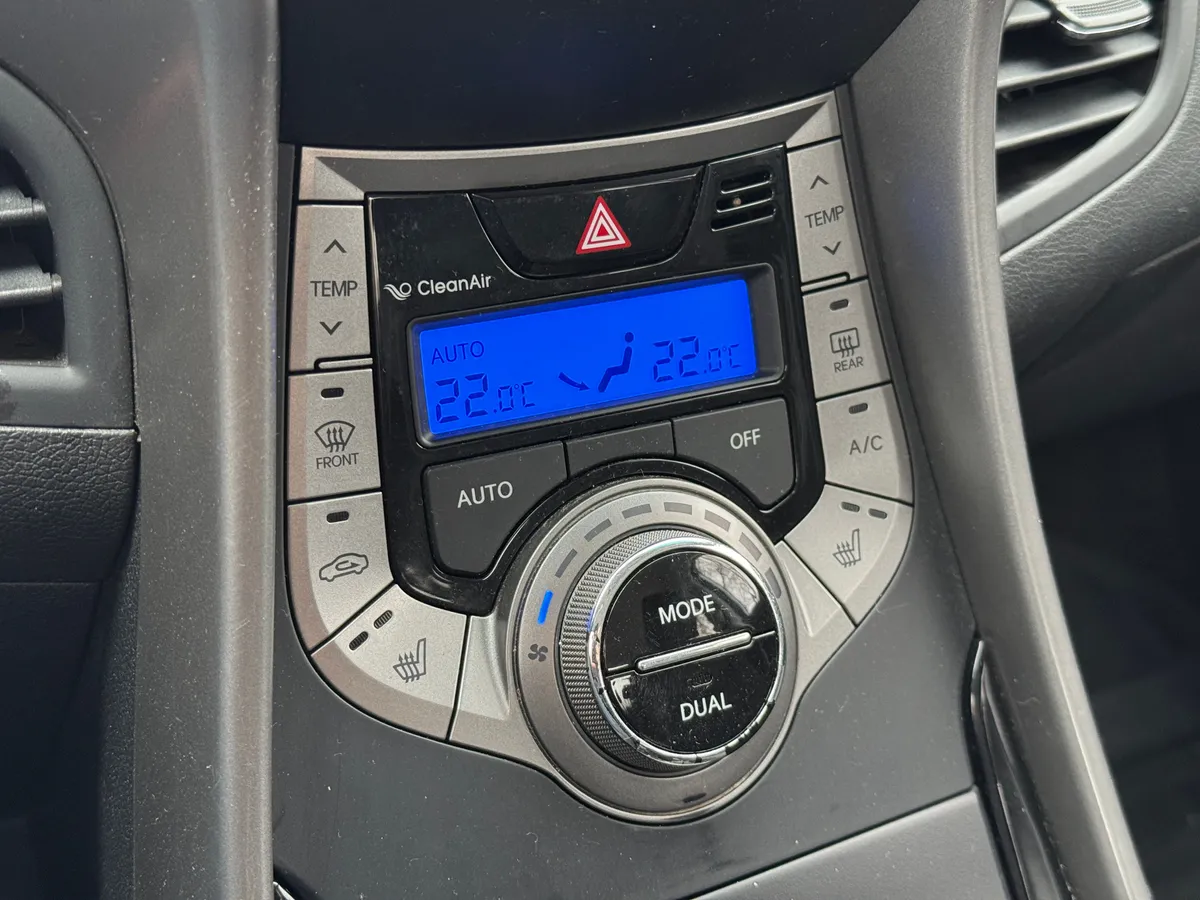 TEMP
TEMP
CleanAir
AUTO
22.0°C
22.0°C
REAR
FRONT
A/C
AUTO
OFF
MODE
DUAL